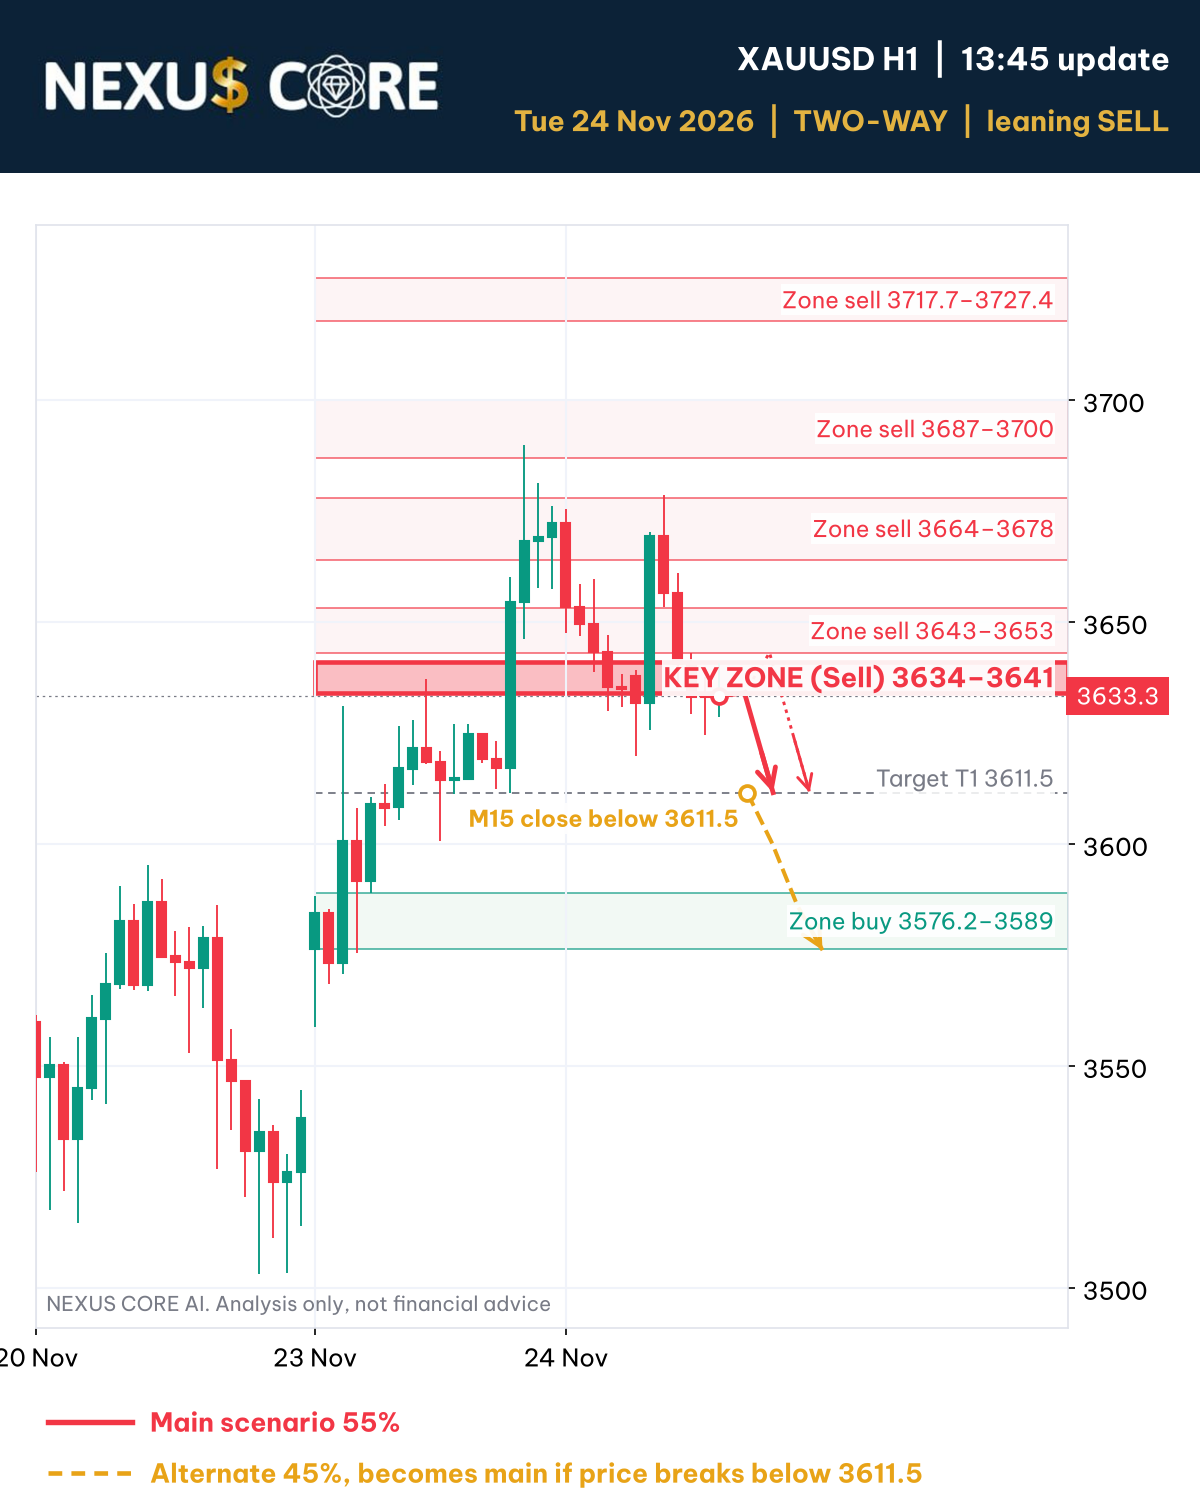 NEXU$ CORE
XAUUSD H1 | 13:45 update
Tue 24 Nov 2026 | TWO-WAY | leaning SELL
Zone sell 3717.7–3727.4
3700
Zone sell 3687–3700
Zone sell 3664–3678
Zone sell 3643–3653
3650
KEY ZONE (Sell) 3634–3641
3633.3
Target T1 3611.5
M15 close below 3611.5
3600
Zone buy 3576.2–3589
3550
3500
NEXUS CORE AI. Analysis only, not financial advice
20 Nov
23 Nov
24 Nov
Main scenario 55%
Alternate 45%, becomes main if price breaks below 3611.5